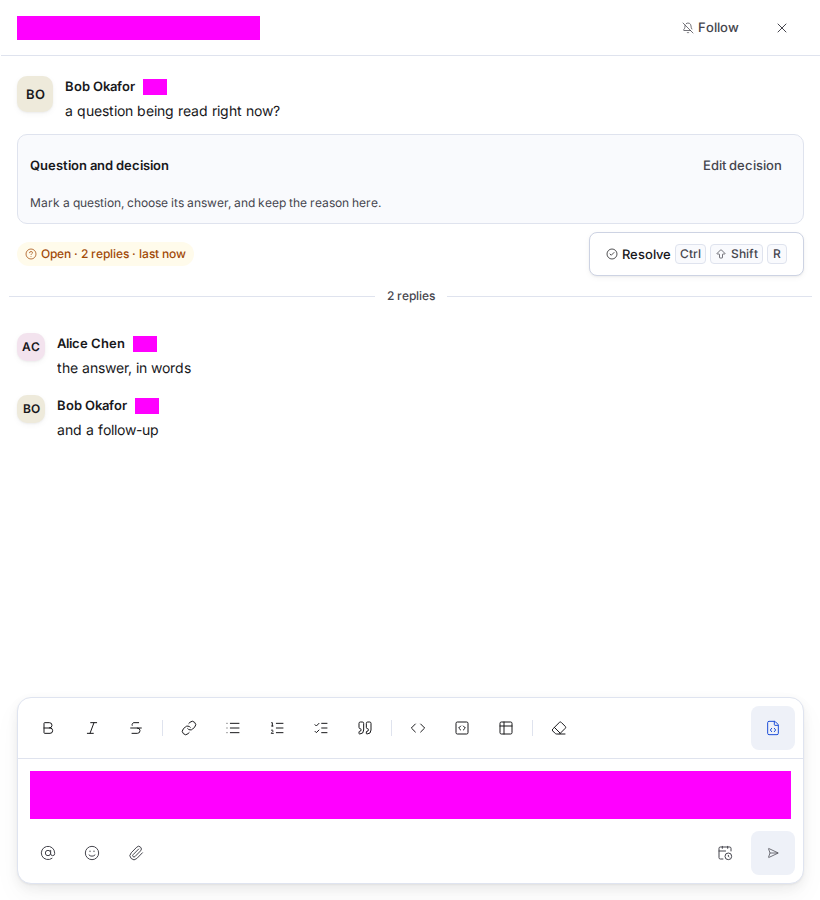 Follow
BO
Bob Okafor
a question being read right now?
Question and decision
Edit decision
Mark a question, choose its answer, and keep the reason here.
Open · 2 replies · last now
Resolve Ctrl Shift R
2 replies
AC
Alice Chen
the answer, in words
BO
Bob Okafor
and a follow-up